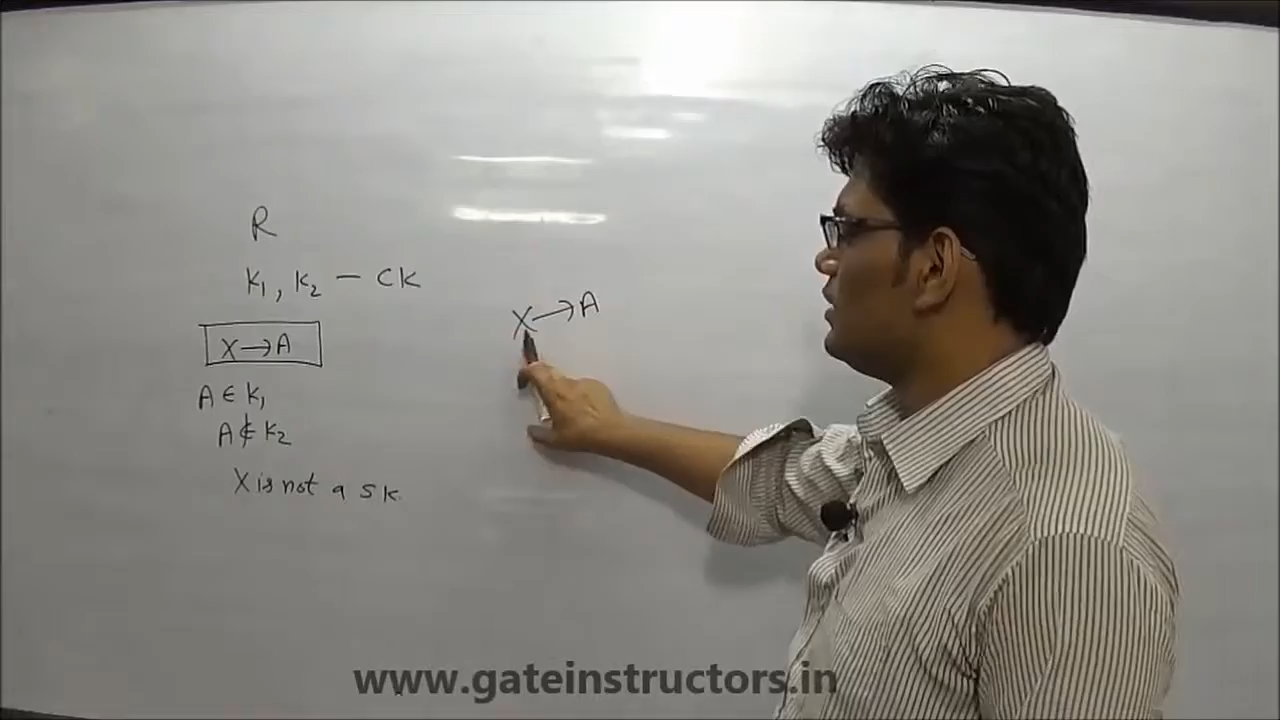 R
K₁, K₂ — CK
X → A
A ∈ K₁
A ∉ K₂
X is not a SK.
X → A
www.gateinstructors.in